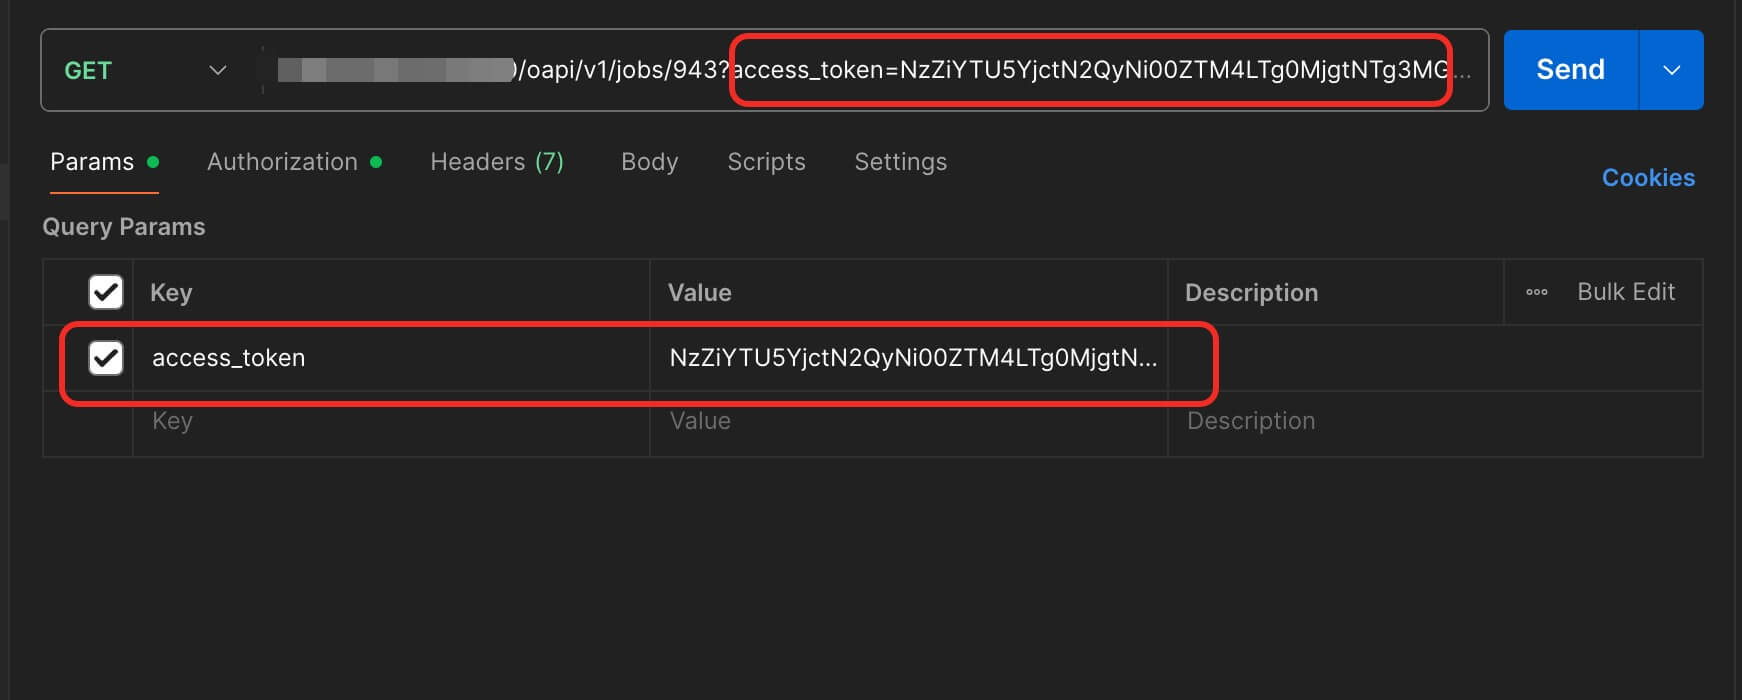 GET )/oapi/v1/jobs/943?access_token=NzZiYTU5YjctN2QyNi00ZTM4LTg0MjgtNTg3MG... Send
Params Authorization Headers (7) Body Scripts Settings Cookies
Query Params
Key Value Description Bulk Edit
access_token NzZiYTU5YjctN2QyNi00ZTM4LTg0MjgtN...
Key Value Description